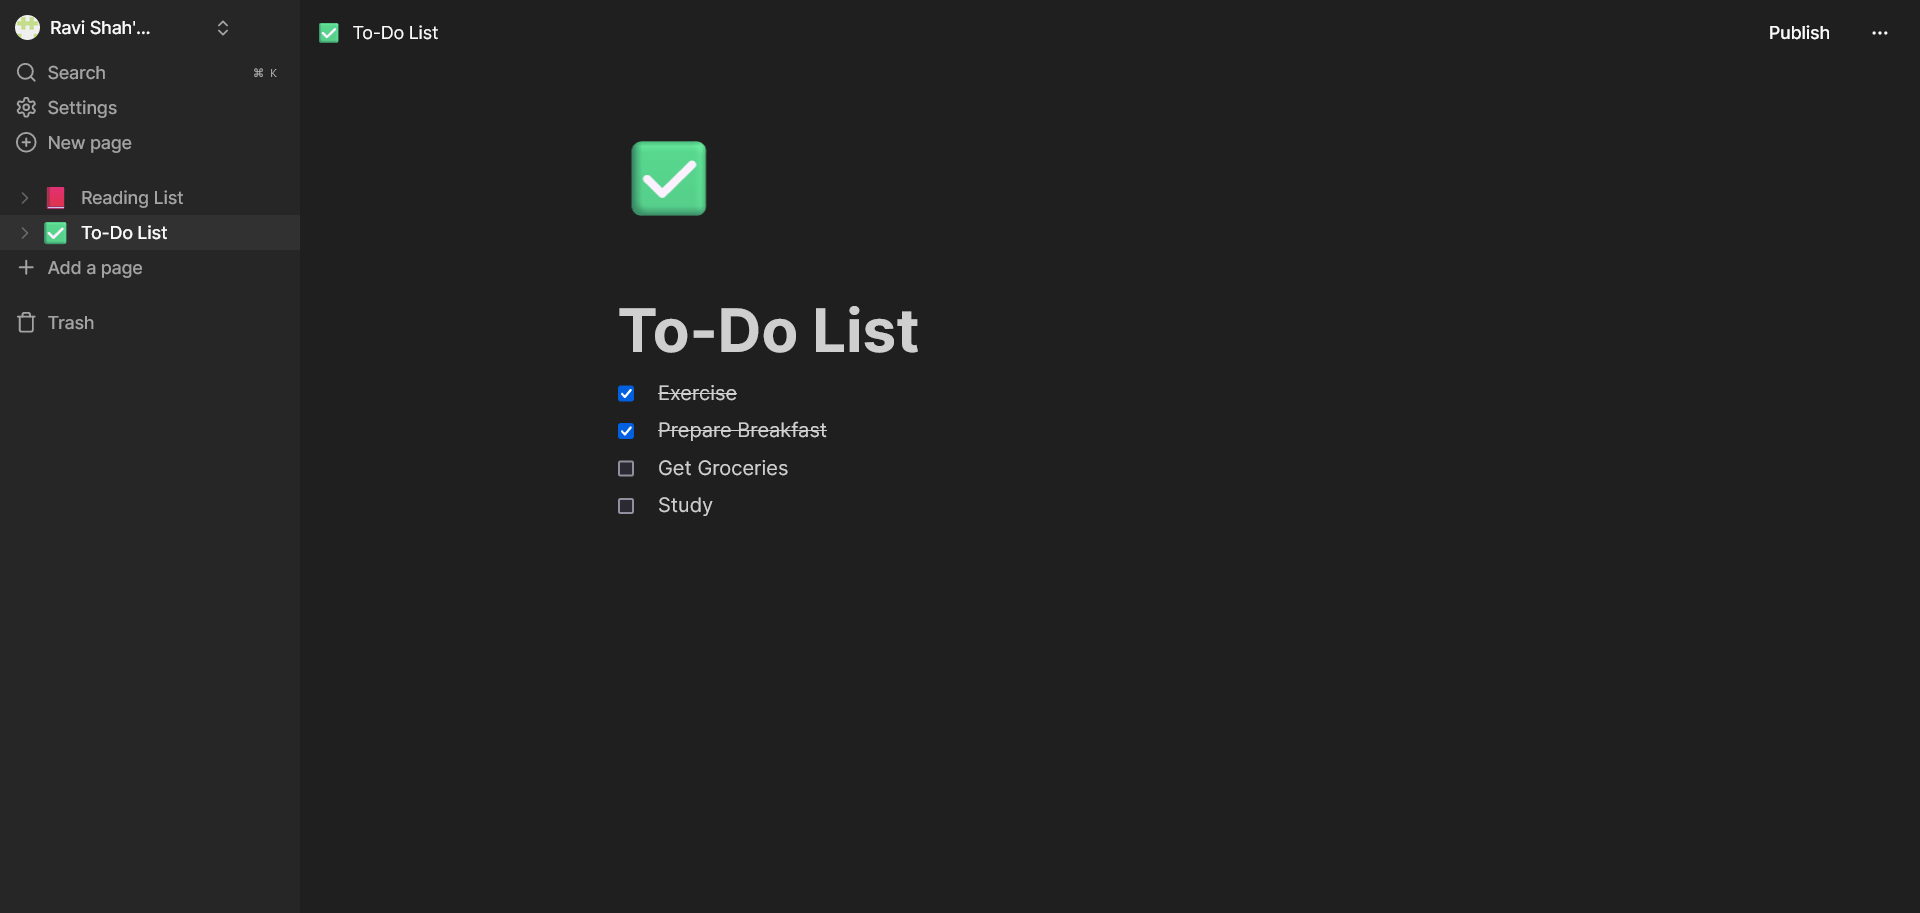 Ravi Shah'...
Search ⌘ K
Settings
New page
Reading List
To-Do List
Add a page
Trash
To-Do List
Publish
To-Do List
Exercise
Prepare Breakfast
Get Groceries
Study